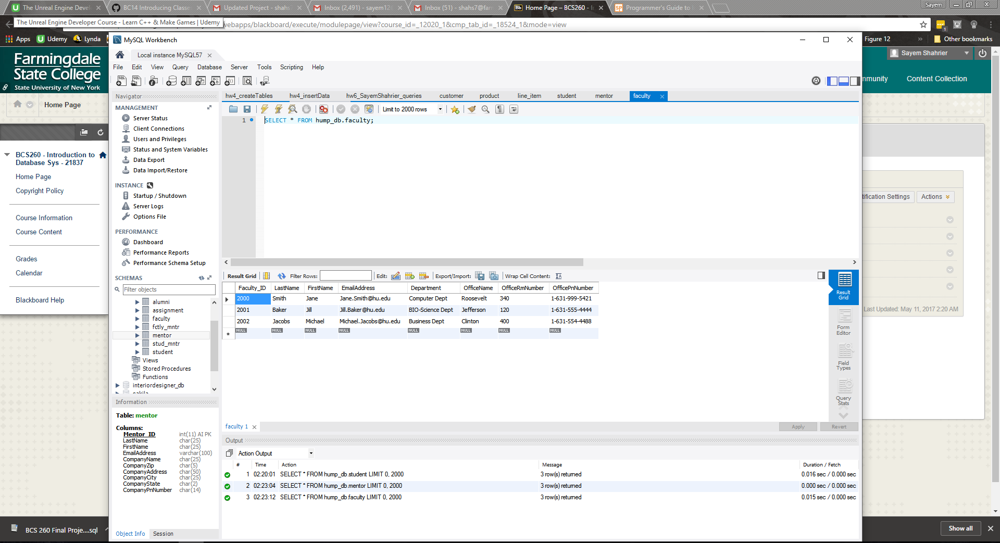 The Unreal Engine Devel
BC14 Introducing Classe
Updated Project - shahs
Inbox (2,491) - sayem12
Inbox (51) - shahs7@farm
Home Page – BCS260 - I
Programmer's Guide to
Sayem
The Unreal Engine Developer Course - Learn C++ & Make Games | Udemy
webapps/blackboard/execute/modulepage/view?course_id=_12020_1&cmp_tab_id=_18524_1&mode=view
Apps
Udemy
Lynda
Figure 12
Other bookmarks
Farmingdale
State College
State University of New York
Sayem Shahrier
mmunity
Content Collection
Home Page
BCS260 - Introduction to
Database Sys - 21837
Home Page
Copyright Policy
Course Information
Course Content
Grades
Calendar
Blackboard Help
MySQL Workbench
Local instance MySQL57
File Edit View Query Database Server Tools Scripting Help
Navigator
MANAGEMENT
Server Status
Client Connections
Users and Privileges
Status and System Variables
Data Export
Data Import/Restore
INSTANCE
Startup / Shutdown
Server Logs
Options File
PERFORMANCE
Dashboard
Performance Reports
Performance Schema Setup
SCHEMAS
Filter objects
alumni
assignment
faculty
fctly_mntr
mentor
stud_mntr
student
Views
Stored Procedures
Functions
interiordesigner_db
Information
Table: mentor
Columns:
Mentor_ID int(11) AI PK
LastName char(25)
FirstName char(25)
EmailAddress varchar(100)
CompanyName char(25)
CompanyZip char(5)
CompanyAddress char(50)
CompanyCity char(25)
CompanyState char(2)
CompanyPnNumber char(14)
Object Info Session
hw4_createTables hw4_insertData hw6_SayemShahrier_queries customer product line_item student mentor faculty
Limit to 2000 rows
1 SELECT * FROM hump_db.faculty;
Result Grid Filter Rows: Edit: Export/Import: Wrap Cell Content:
Faculty_ID LastName FirstName EmailAddress Department OfficeName OfficeRmNumber OfficePnNumber
2000 Smith Jane Jane.Smith@hu.edu Computer Dept Roosevelt 340 1-631-999-5421
2001 Baker Jill Jill.Baker@hu.edu BIO-Science Dept Jefferson 120 1-631-555-4444
2002 Jacobs Michael Michael.Jacobs@hu.edu Business Dept Clinton 400 1-631-554-4488
NULL NULL NULL NULL NULL NULL NULL NULL
Result
Grid
Form
Editor
Field
Types
Query
Stats
faculty 1
Apply Revert
Output
Action Output
# Time Action Message Duration / Fetch
1 02:20:01 SELECT * FROM hump_db.student LIMIT 0, 2000 3 row(s) returned 0.016 sec / 0.000 sec
2 02:23:04 SELECT * FROM hump_db.mentor LIMIT 0, 2000 3 row(s) returned 0.000 sec / 0.000 sec
3 02:23:12 SELECT * FROM hump_db.faculty LIMIT 0, 2000 3 row(s) returned 0.015 sec / 0.000 sec
tification Settings
Actions
Last Updated: May 11, 2017 2:20 AM
BCS 260 Final Proje....sql
Show all